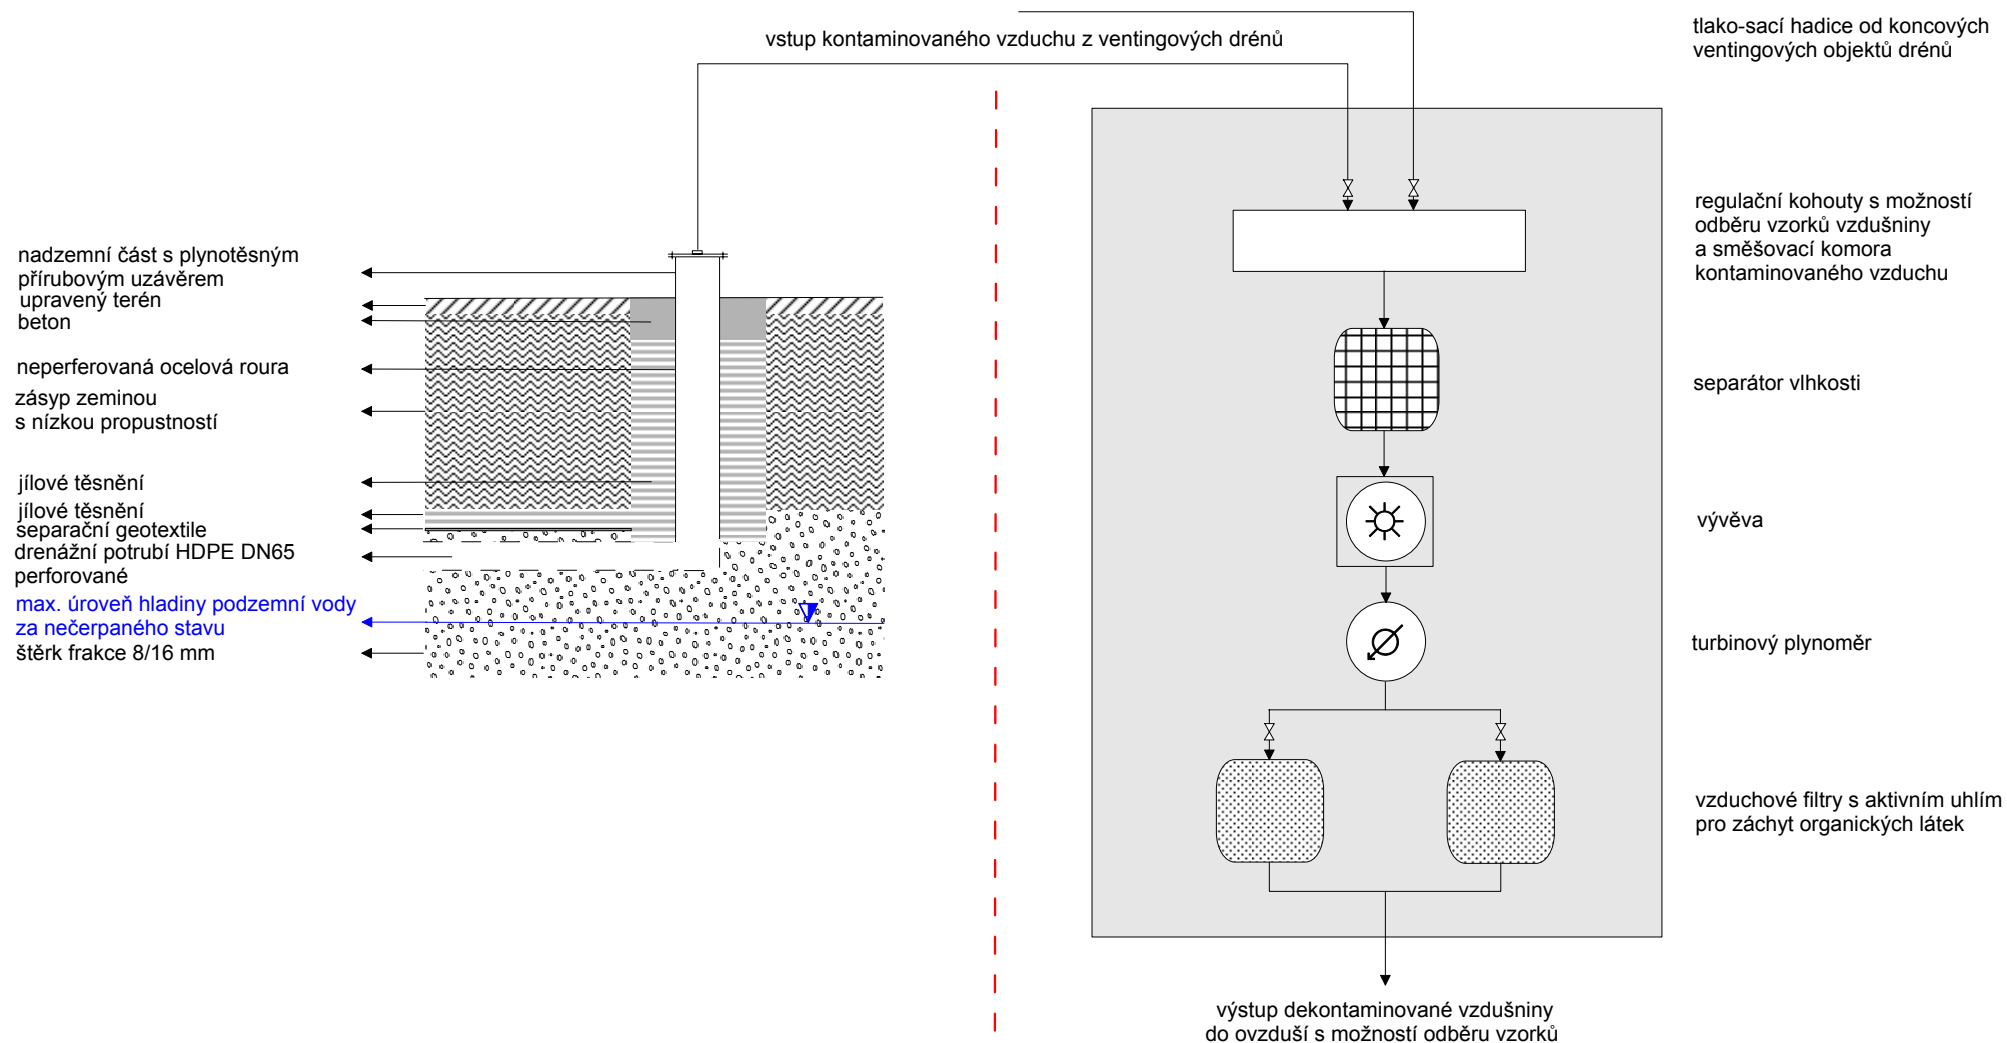 vstup kontaminovaného vzduchu z ventingových drénů
tlako-sací hadice od koncových
ventingových objektů drénů
nadzemní část s plynotěsným
přírubovým uzávěrem
upravený terén
beton
neperferovaná ocelová roura
zásyp zeminou
s nízkou propustností
jílové těsnění
jílové těsnění
separační geotextile
drenážní potrubí HDPE DN65
perforované
max. úroveň hladiny podzemní vody
za nečerpaného stavu
štěrk frakce 8/16 mm
regulační kohouty s možností
odběru vzorků vzdušniny
a směšovací komora
kontaminovaného vzduchu
separátor vlhkosti
vývěva
turbinový plynoměr
vzduchové filtry s aktivním uhlím
pro záchyt organických látek
výstup dekontaminované vzdušniny
do ovzduší s možností odběru vzorků